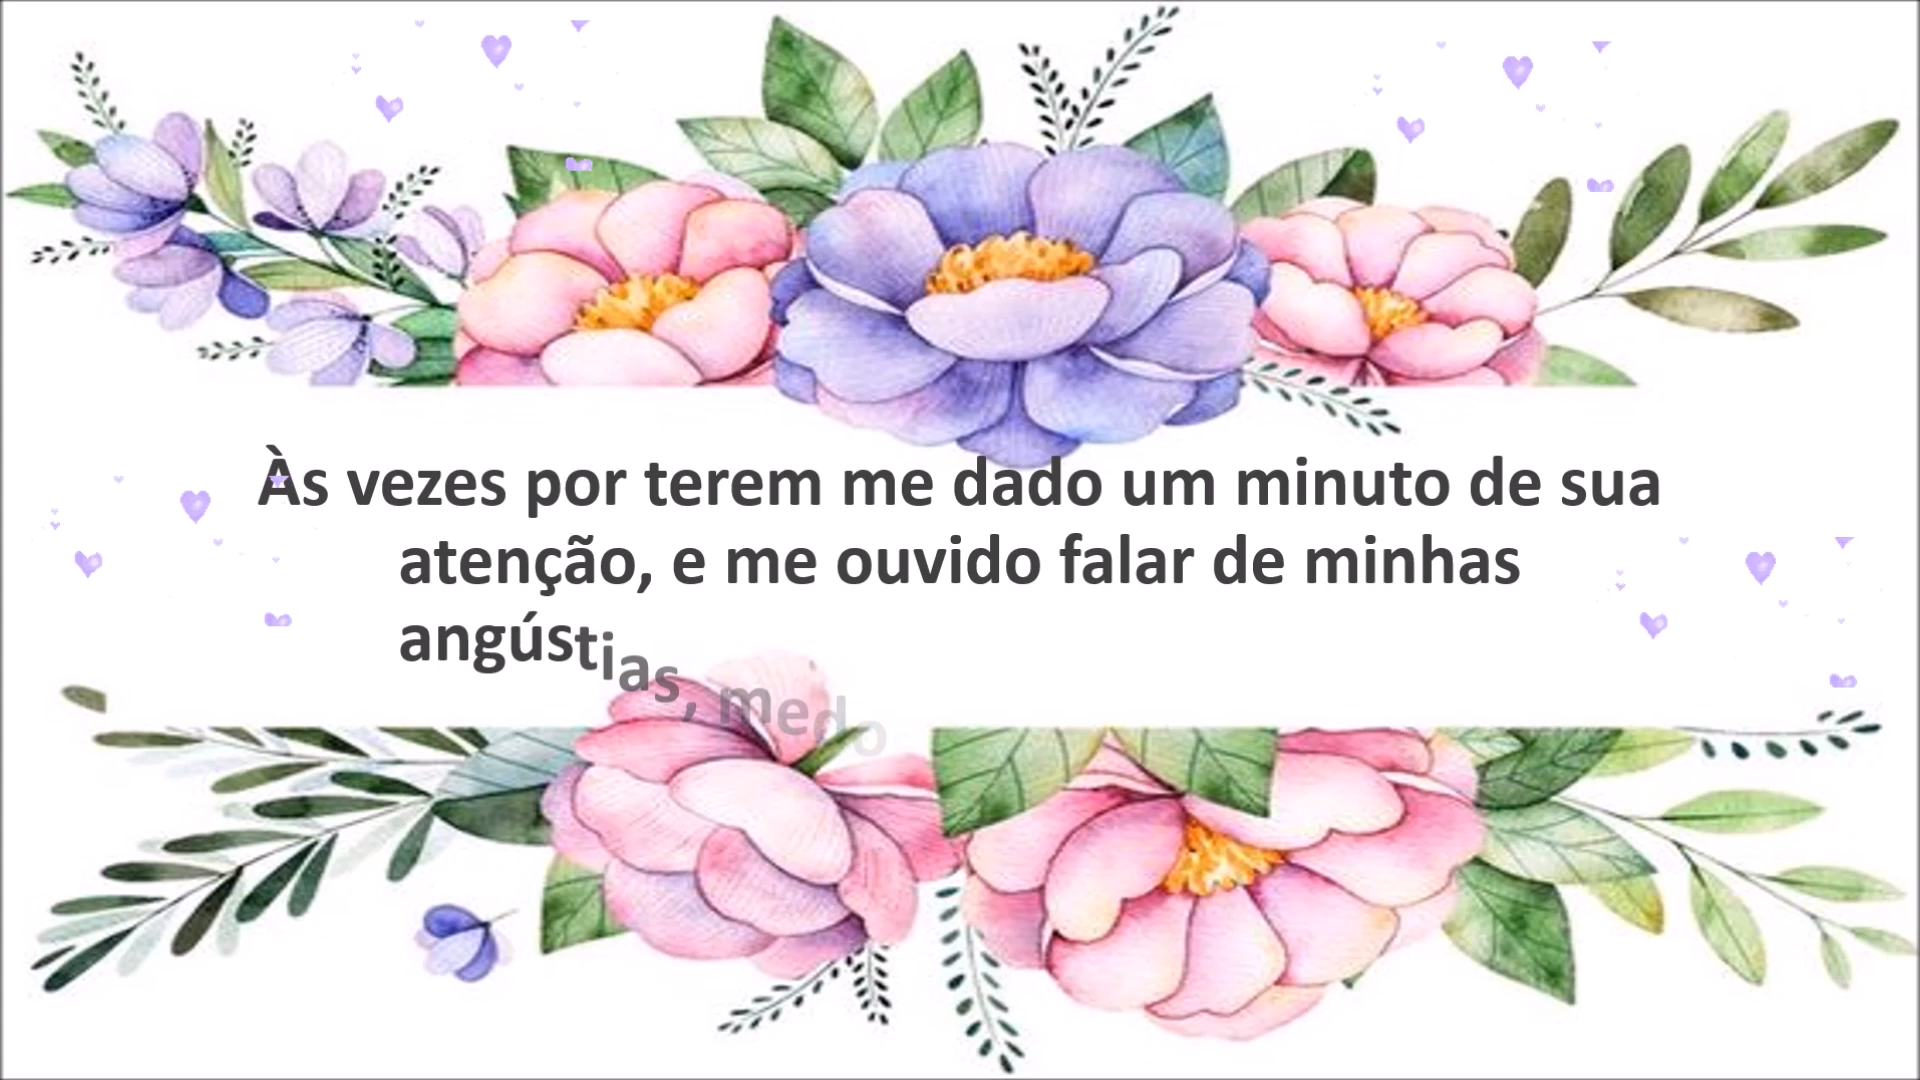 Às vezes por terem me dado um minuto de sua
atenção, e me ouvido falar de minhas
angústias, medo